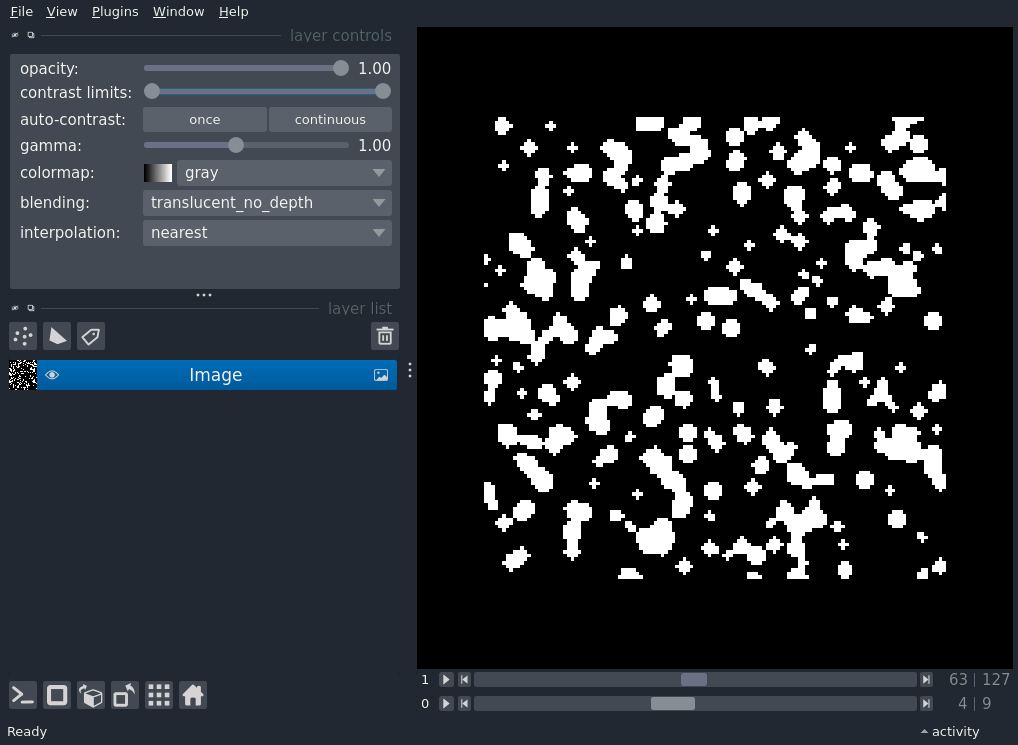 File View Plugins Window Help
layer controls
opacity: 1.00
contrast limits:
auto-contrast: once continuous
gamma: 1.00
colormap: gray
blending: translucent_no_depth
interpolation: nearest
layer list
Image
1 63 | 127
0 4 | 9
Ready activity